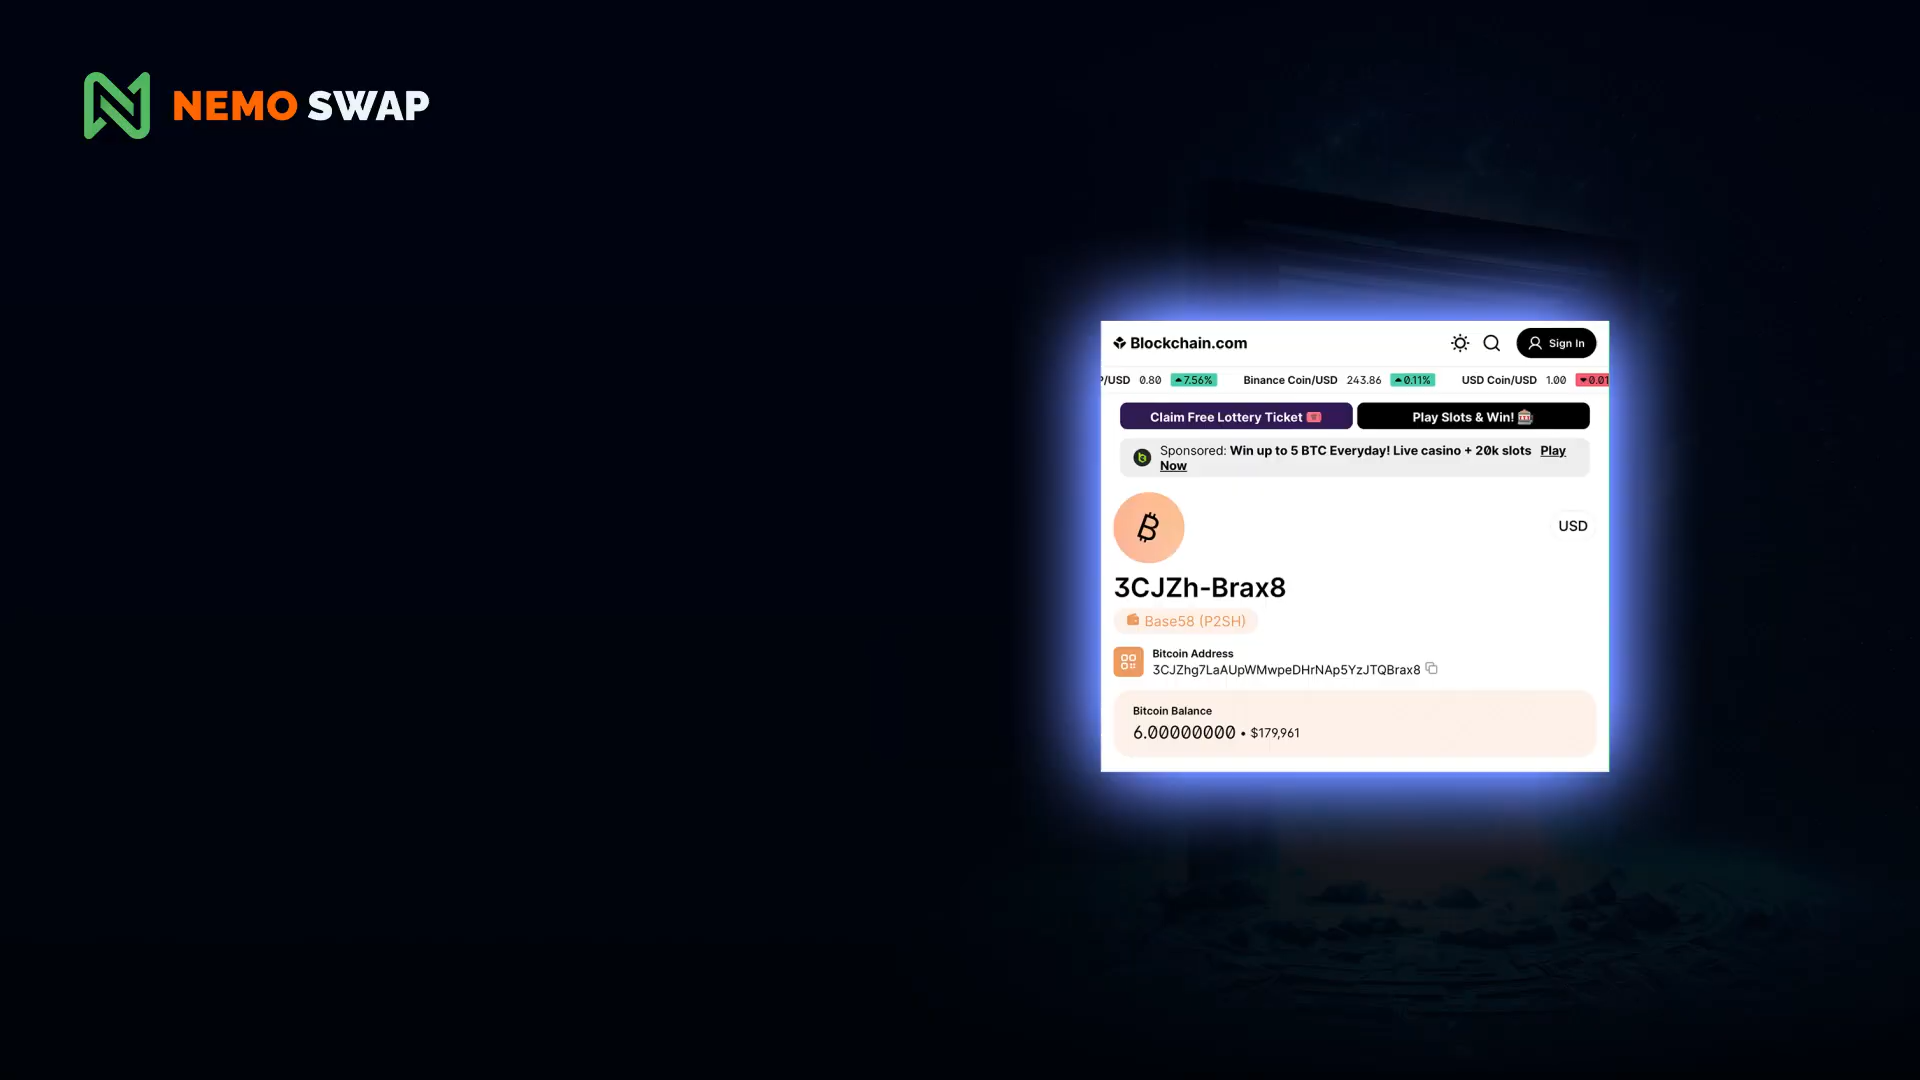 NEMO SWAP
Blockchain.com
Sign In
/USD 0.80 7.56% Binance Coin/USD 243.86 0.11% USD Coin/USD 1.00 0.01
Claim Free Lottery Ticket
Play Slots & Win!
Sponsored: Win up to 5 BTC Everyday! Live casino + 20k slots Play
Now
USD
3CJZh-Brax8
Base58 (P2SH)
Bitcoin Address
3CJZhg7LaAUpWMwpeDHrNAp5YzJTQBrax8
Bitcoin Balance
6.00000000 • $179,961